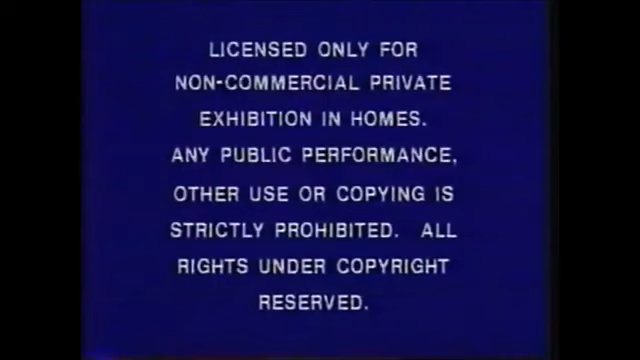 LICENSED ONLY FOR
NON-COMMERCIAL PRIVATE
EXHIBITION IN HOMES.
ANY PUBLIC PERFORMANCE,
OTHER USE OR COPYING IS
STRICTLY PROHIBITED. ALL
RIGHTS UNDER COPYRIGHT
RESERVED.